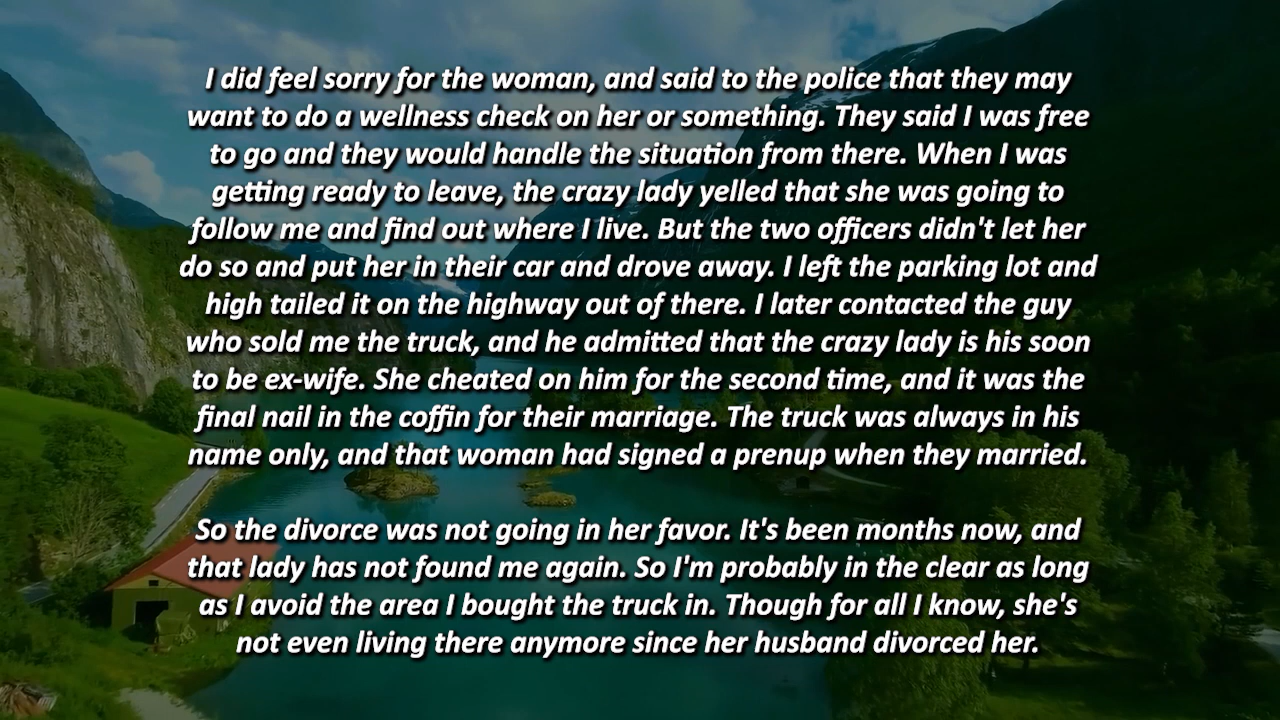 I did feel sorry for the woman, and said to the police that they may
want to do a wellness check on her or something. They said I was free
to go and they would handle the situation from there. When I was
getting ready to leave, the crazy lady yelled that she was going to
follow me and find out where I live. But the two officers didn't let her
do so and put her in their car and drove away. I left the parking lot and
high tailed it on the highway out of there. I later contacted the guy
who sold me the truck, and he admitted that the crazy lady is his soon
to be ex-wife. She cheated on him for the second time, and it was the
final nail in the coffin for their marriage. The truck was always in his
name only, and that woman had signed a prenup when they married.
So the divorce was not going in her favor. It's been months now, and
that lady has not found me again. So I'm probably in the clear as long
as I avoid the area I bought the truck in. Though for all I know, she's
not even living there anymore since her husband divorced her.